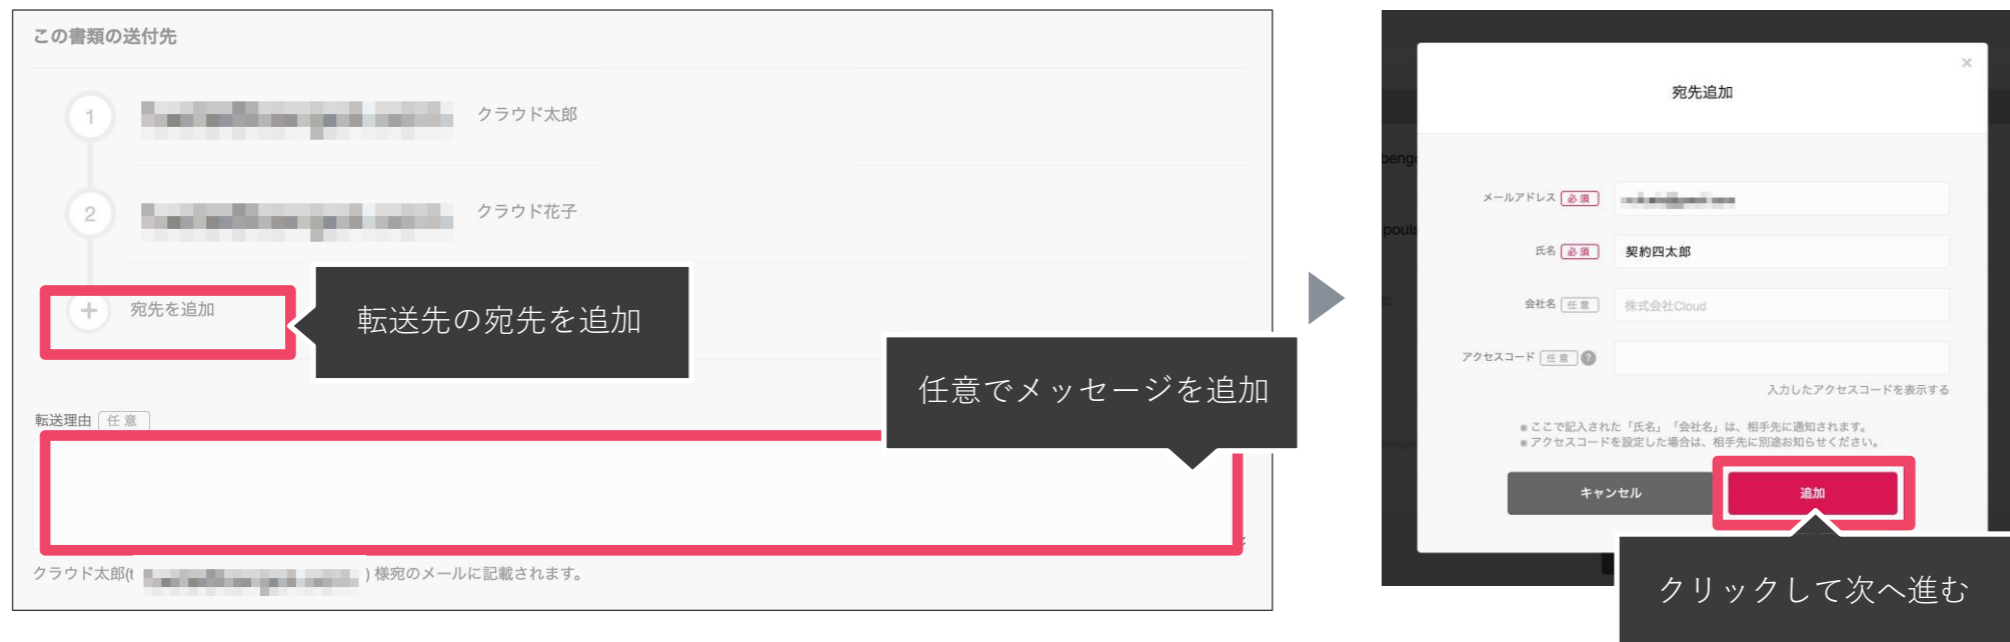 この書類の送付先
1
クラウド太郎
2
クラウド花子
+
宛先を追加
転送先の宛先を追加
任意でメッセージを追加
転送理由 任意
クラウド太郎(t
)様宛のメールに記載されます。
×
宛先追加
メールアドレス 必須
氏名 必須
契約四太郎
会社名 任意
株式会社Cloud
アクセスコード 任意 ?
入力したアクセスコードを表示する
※ここで記入された「氏名」「会社名」は、相手先に通知されます。
※アクセスコードを設定した場合は、相手先に別途お知らせください。
キャンセル
追加
クリックして次へ進む